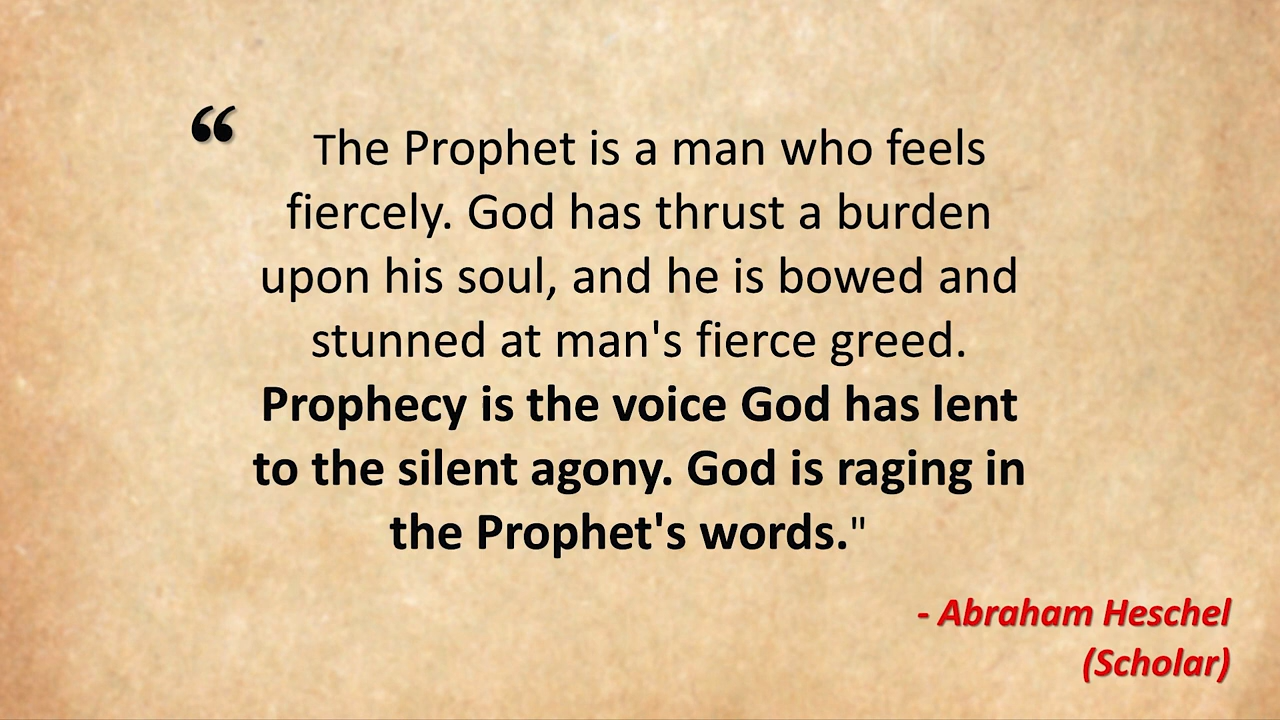 “ The Prophet is a man who feels
fiercely. God has thrust a burden
upon his soul, and he is bowed and
stunned at man's fierce greed.
Prophecy is the voice God has lent
to the silent agony. God is raging in
the Prophet's words."
- Abraham Heschel
(Scholar)